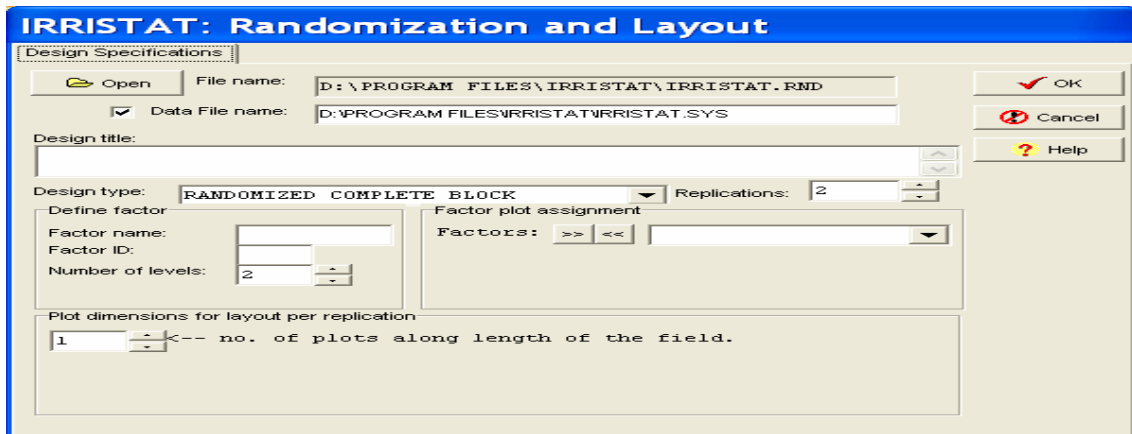 IRRISTAT: Randomization and Layout
Design Specifications
Open File name: D:\PROGRAM FILES\IRRISTAT\IRRISTAT.RND OK
Data File name: D:\PROGRAM FILES\IRRISTAT\IRRISTAT.SYS Cancel
Design title: ? Help
Design type: RANDOMIZED COMPLETE BLOCK Replications: 2
Define factor Factor plot assignment
Factor name: Factors: >> <<
Factor ID:
Number of levels: 2
Plot dimensions for layout per replication
1 <-- no. of plots along length of the field.